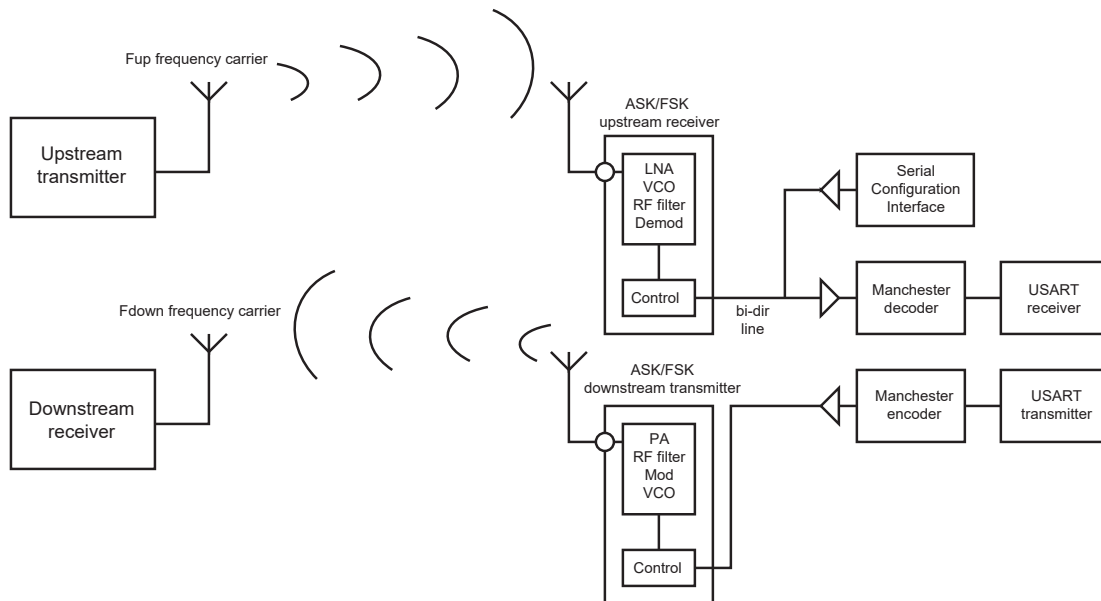 Fup frequency carrier
Upstream
transmitter
ASK/FSK
upstream receiver
LNA
VCO
RF filter
Demod
Control
bi-dir
line
Serial
Configuration
Interface
Manchester
decoder
USART
receiver
Fdown frequency carrier
Downstream
receiver
ASK/FSK
downstream transmitter
PA
RF filter
Mod
VCO
Control
Manchester
encoder
USART
transmitter